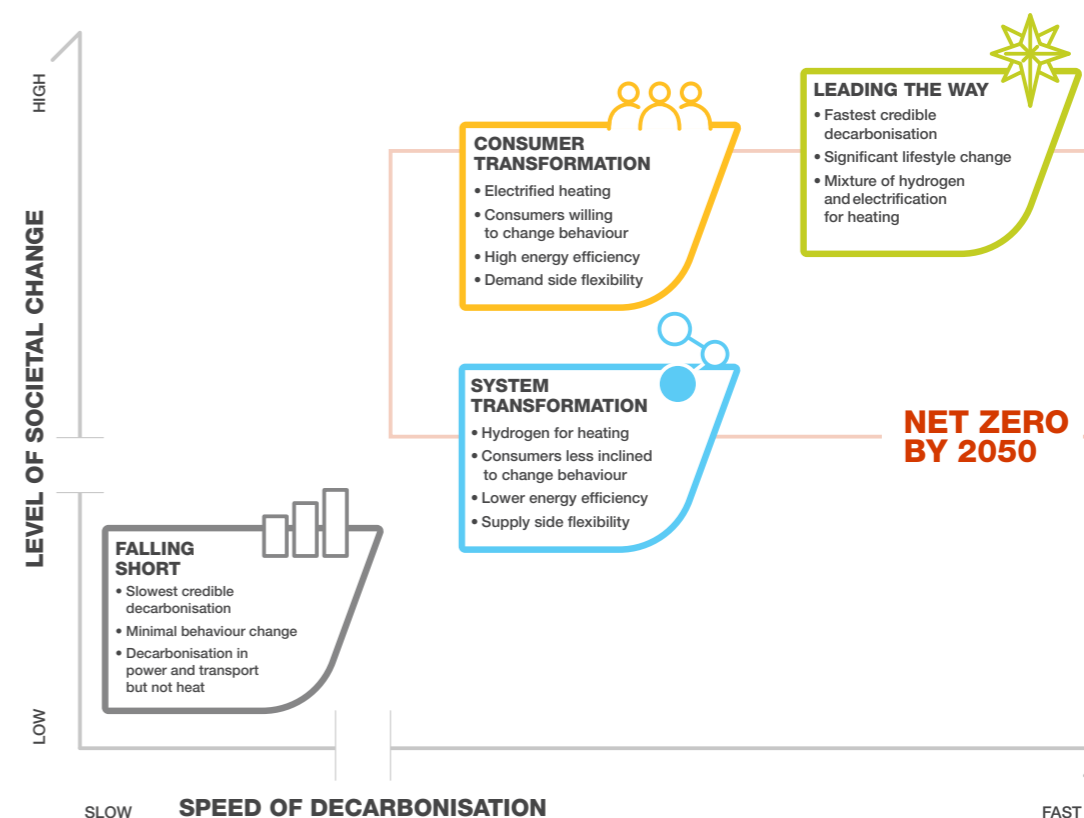 HIGH
LEVEL OF SOCIETAL CHANGE
LOW
LEADING THE WAY
• Fastest credible
decarbonisation
• Significant lifestyle change
• Mixture of hydrogen
and electrification
for heating
CONSUMER
TRANSFORMATION
• Electrified heating
• Consumers willing
to change behaviour
• High energy efficiency
• Demand side flexibility
SYSTEM
TRANSFORMATION
• Hydrogen for heating
• Consumers less inclined
to change behaviour
• Lower energy efficiency
• Supply side flexibility
NET ZERO
BY 2050
FALLING
SHORT
• Slowest credible
decarbonisation
• Minimal behaviour change
• Decarbonisation in
power and transport
but not heat
SLOW
SPEED OF DECARBONISATION
FAST